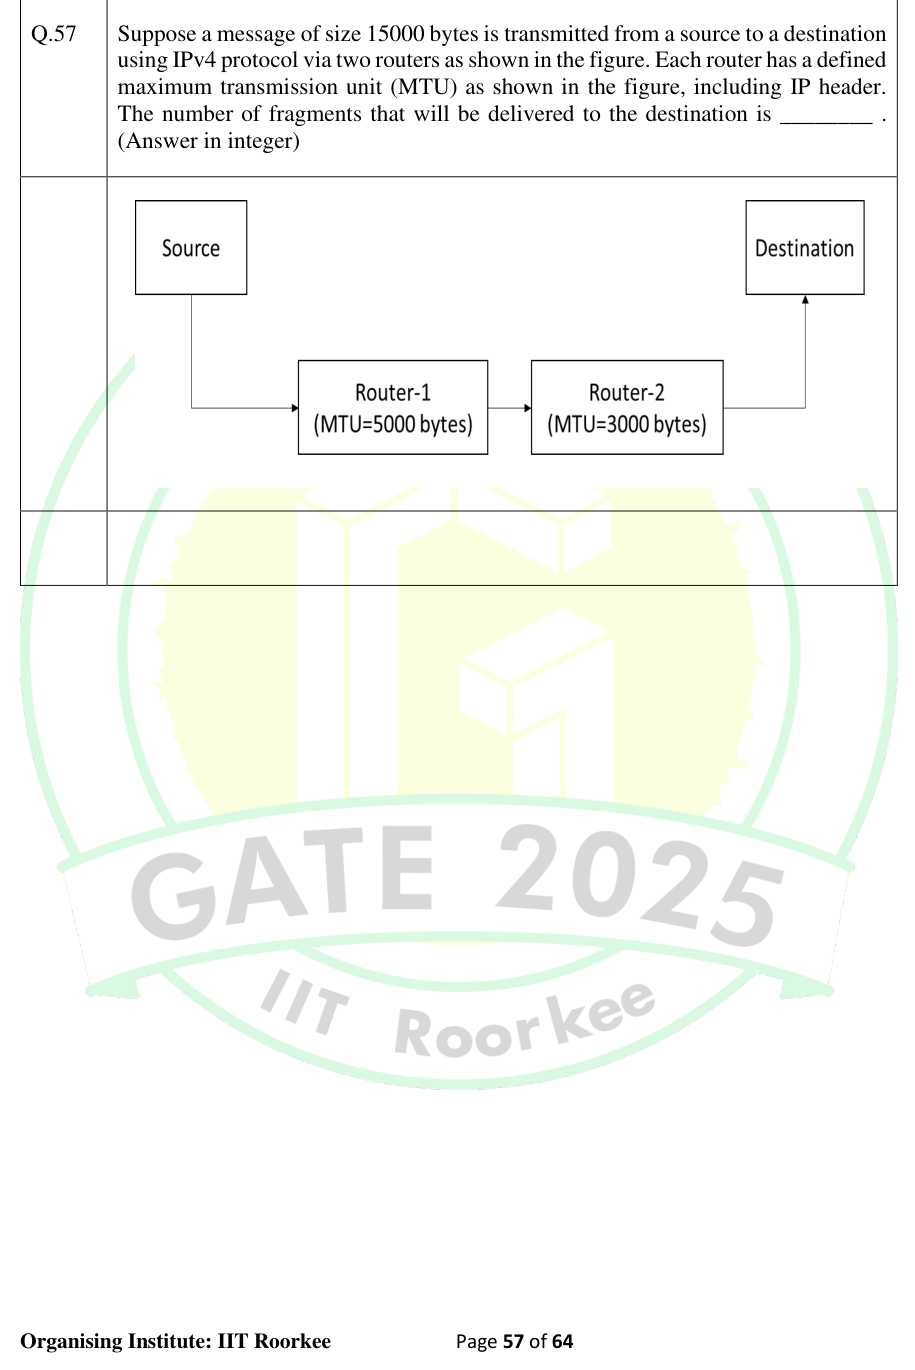 Q.57 Suppose a message of size 15000 bytes is transmitted from a source to a destination
using IPv4 protocol via two routers as shown in the figure. Each router has a defined
maximum transmission unit (MTU) as shown in the figure, including IP header.
The number of fragments that will be delivered to the destination is ________ .
(Answer in integer)
Source
Destination
Router-1
(MTU=5000 bytes)
Router-2
(MTU=3000 bytes)
GATE 2025
IIT Roorkee
Organising Institute: IIT Roorkee Page 57 of 64